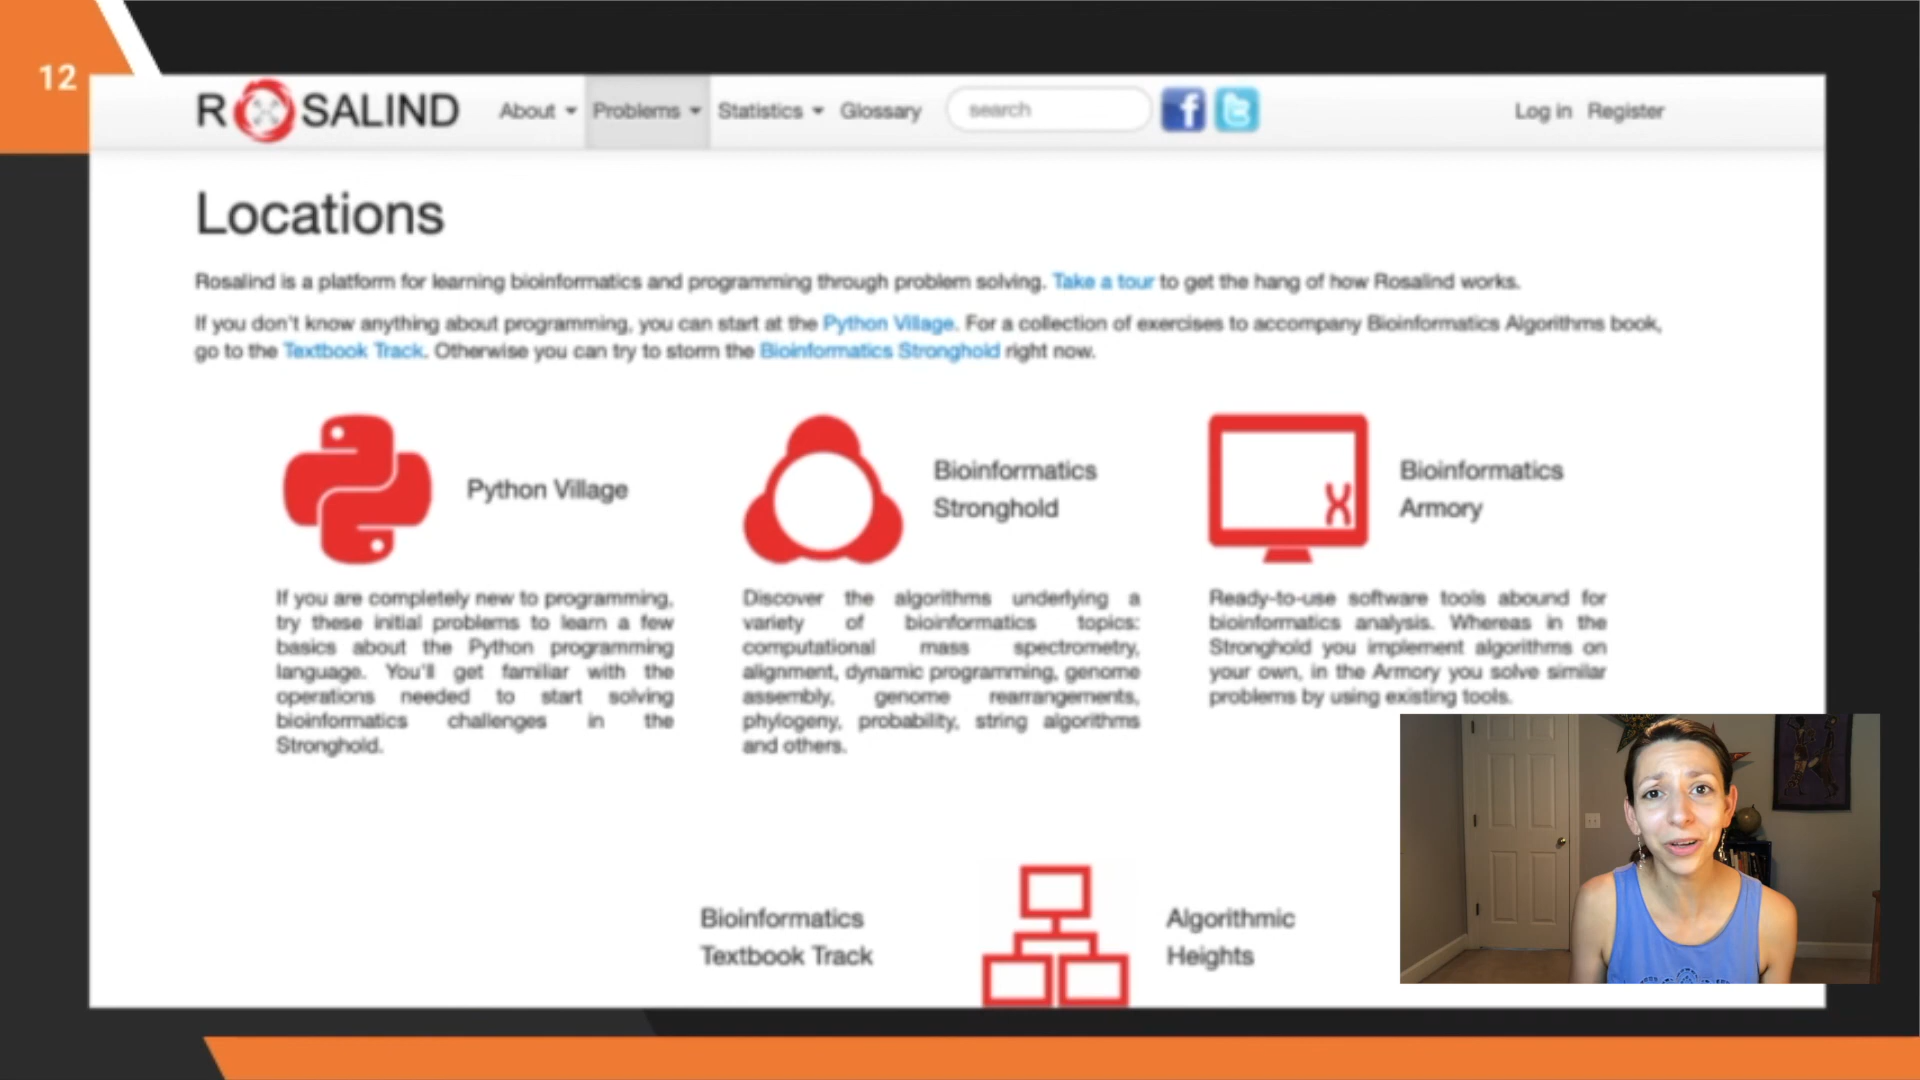 12
ROSALIND
About
Problems
Statistics
Glossary
search
Log in
Register
Locations
Rosalind is a platform for learning bioinformatics and programming through problem solving. Take a tour to get the hang of how Rosalind works.
If you don't know anything about programming, you can start at the Python Village. For a collection of exercises to accompany Bioinformatics Algorithms book,
go to the Textbook Track. Otherwise you can try to storm the Bioinformatics Stronghold right now.
Python Village
If you are completely new to programming,
try these initial problems to learn a few
basics about the Python programming
language. You'll get familiar with the
operations needed to start solving
bioinformatics challenges in the
Stronghold.
Bioinformatics
Stronghold
Discover the algorithms underlying a
variety of bioinformatics topics:
computational mass spectrometry,
alignment, dynamic programming, genome
assembly, genome rearrangements,
phylogeny, probability, string algorithms
and others.
Bioinformatics
Armory
Ready-to-use software tools abound for
bioinformatics analysis. Whereas in the
Stronghold you implement algorithms on
your own, in the Armory you solve similar
problems by using existing tools.
Bioinformatics
Textbook Track
Algorithmic
Heights